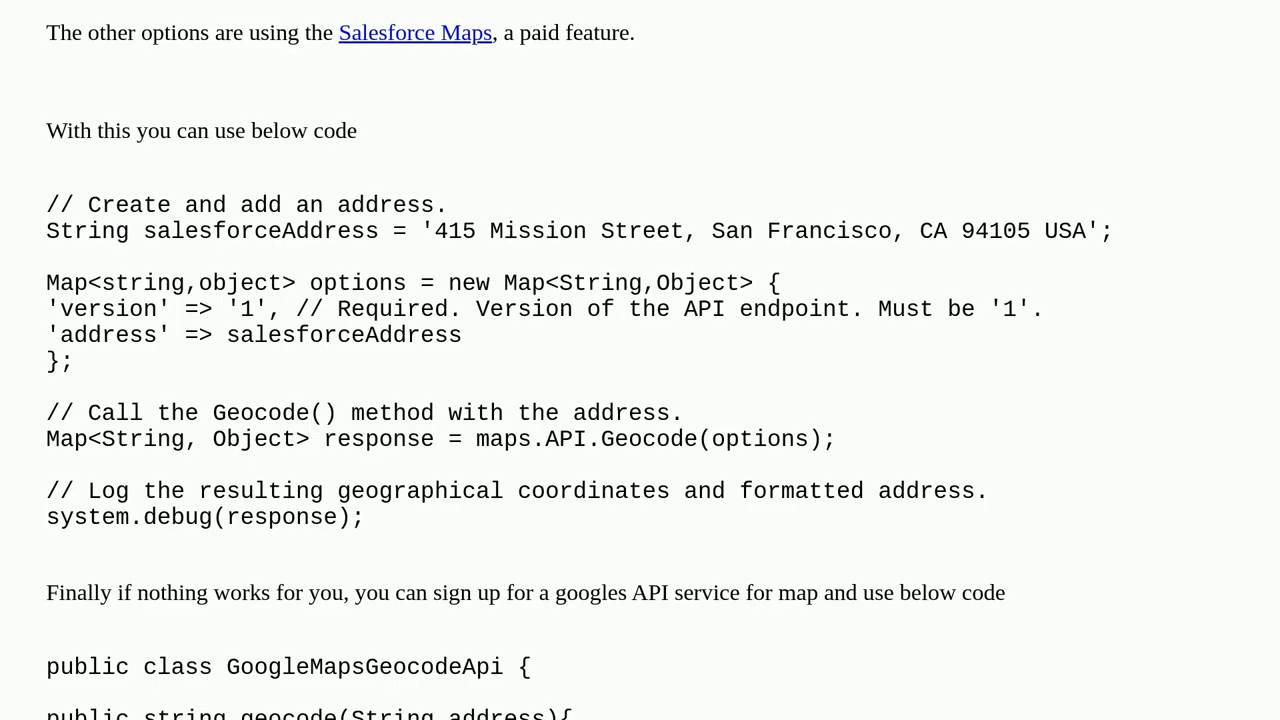 The other options are using the Salesforce Maps, a paid feature.
With this you can use below code
// Create and add an address.
String salesforceAddress = '415 Mission Street, San Francisco, CA 94105 USA';
Map<string,object> options = new Map<String,Object> {
'version' => '1', // Required. Version of the API endpoint. Must be '1'.
'address' => salesforceAddress
};
// Call the Geocode() method with the address.
Map<String, Object> response = maps.API.Geocode(options);
// Log the resulting geographical coordinates and formatted address.
system.debug(response);
Finally if nothing works for you, you can sign up for a googles API service for map and use below code
public class GoogleMapsGeocodeApi {
public string geocode(String address){